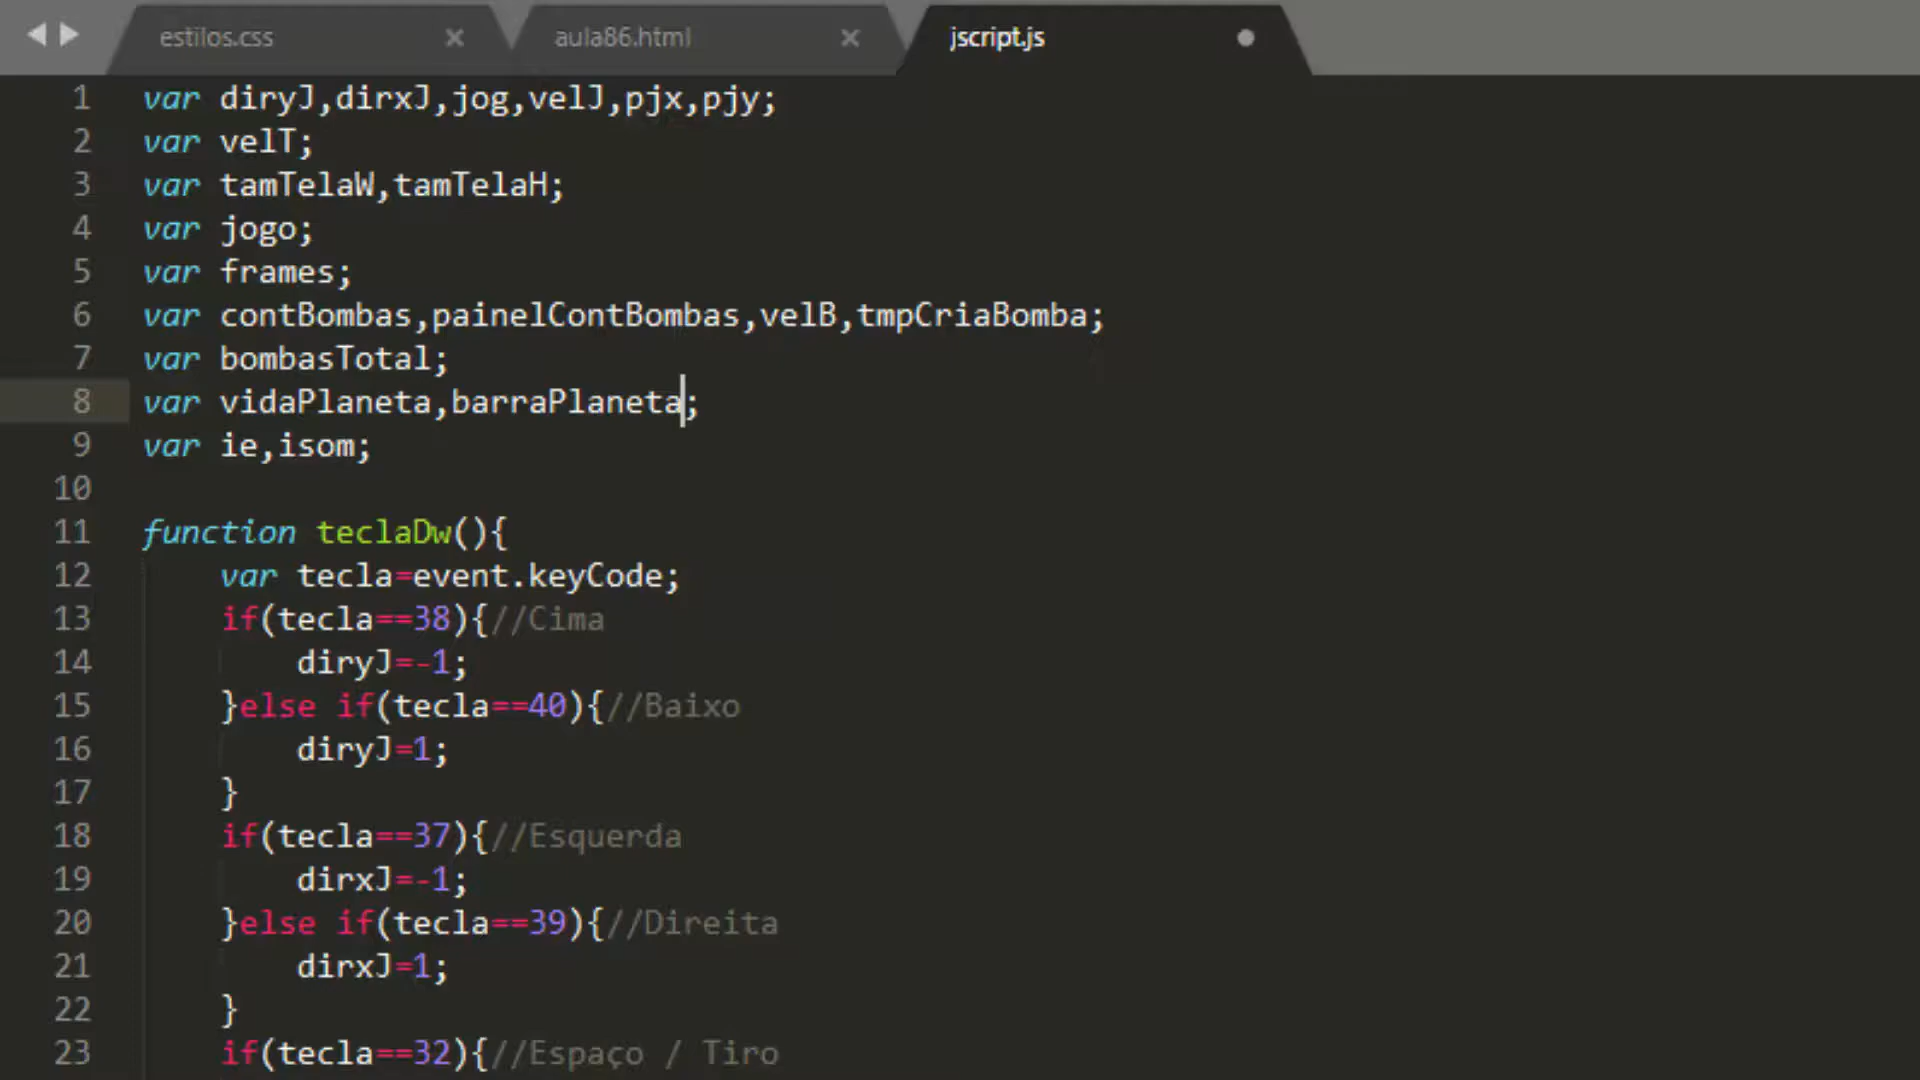 estilos.css × aula86.html × jscript.js
1 var diryJ,dirxJ,jog,velJ,pjx,pjy;
2 var velT;
3 var tamTelaW,tamTelaH;
4 var jogo;
5 var frames;
6 var contBombas,painelContBombas,velB,tmpCriaBomba;
7 var bombasTotal;
8 var vidaPlaneta,barraPlaneta;
9 var ie,isom;
10
11 function teclaDw(){
12 var tecla=event.keyCode;
13 if(tecla==38){//Cima
14 diryJ=-1;
15 }else if(tecla==40){//Baixo
16 diryJ=1;
17 }
18 if(tecla==37){//Esquerda
19 dirxJ=-1;
20 }else if(tecla==39){//Direita
21 dirxJ=1;
22 }
23 if(tecla==32){//Espaço / Tiro